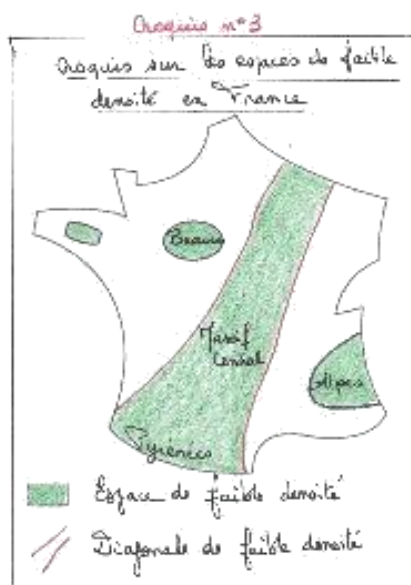 Croquis n°3
Croquis sur les espaces de faible
densité en France
Beauce
Massif
Central
Alpes
Pyrénées
Espace de faible densité
Diagonale de faible densité